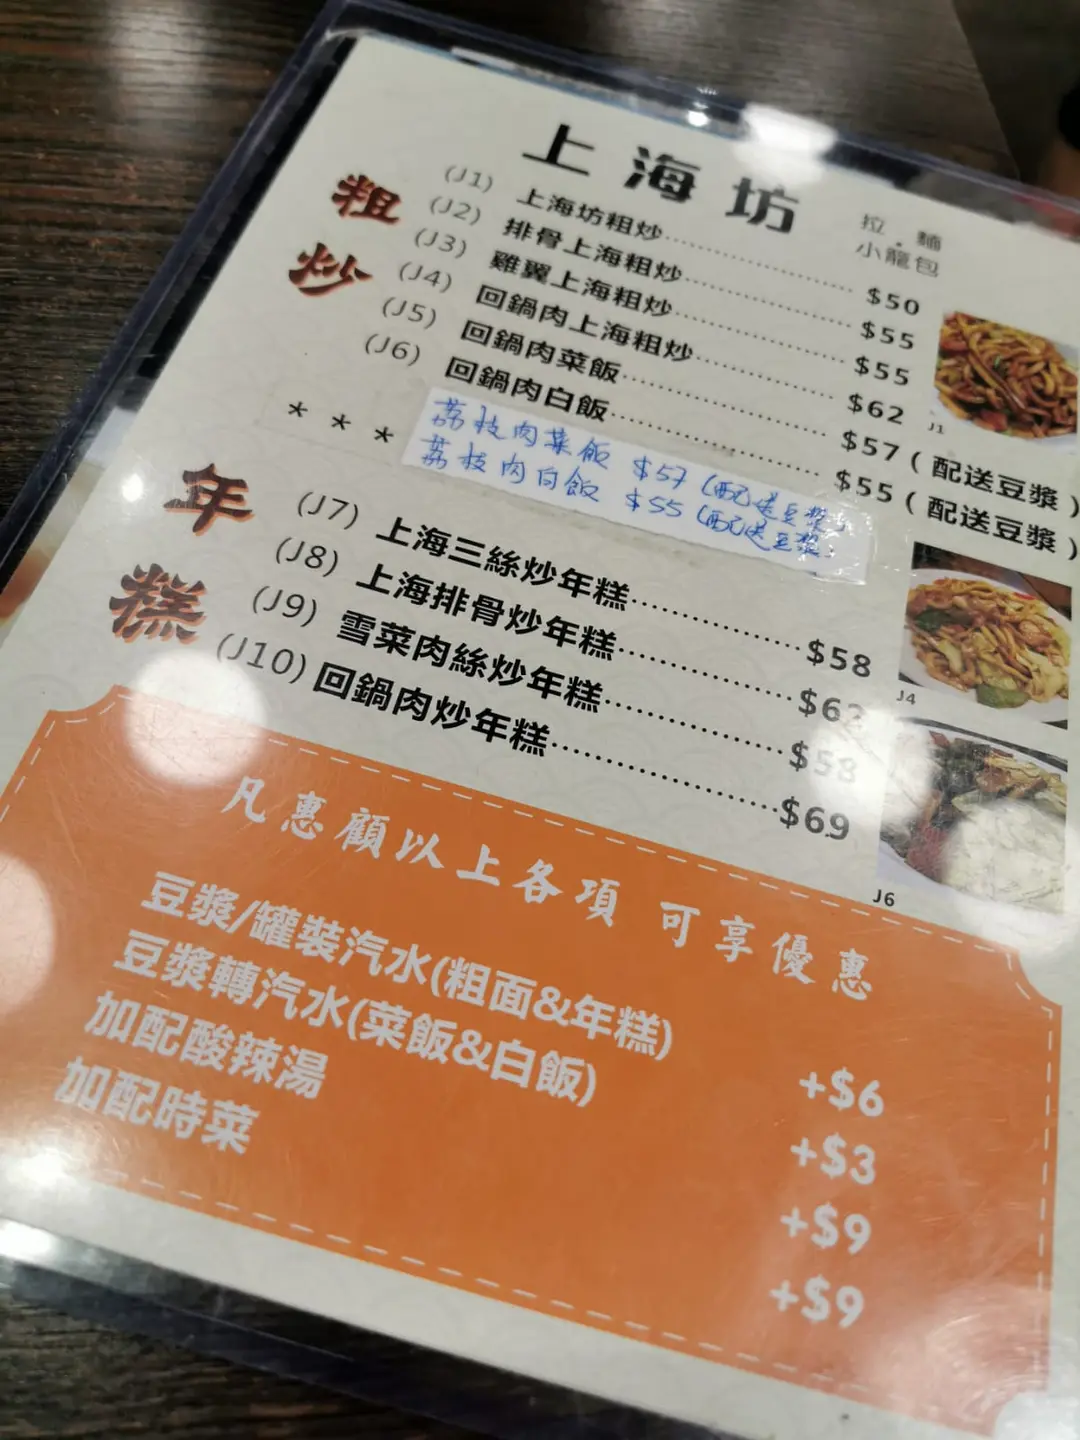 上海坊
拉．麵
小籠包
粗炒
(J1) 上海坊粗炒 $50
(J2) 排骨上海粗炒 $55
(J3) 雞翼上海粗炒 $55
(J4) 回鍋肉上海粗炒 $62
(J5) 回鍋肉菜飯 $57 (配送豆漿)
(J6) 回鍋肉白飯 $55 (配送豆漿)
***
荔枝肉菜飯 $57 (配送豆漿)
荔枝肉白飯 $55 (配送豆漿)
年糕
(J7) 上海三絲炒年糕 $58
(J8) 上海排骨炒年糕
(J9) 雪菜肉絲炒年糕 $58
(J10) 回鍋肉炒年糕 $69
J1
J4
J6
凡惠顧以上各項 可享優惠
豆漿/罐裝汽水(粗面&年糕) +$6
豆漿轉汽水(菜飯&白飯) +$3
加配酸辣湯 +$9
加配時菜 +$9